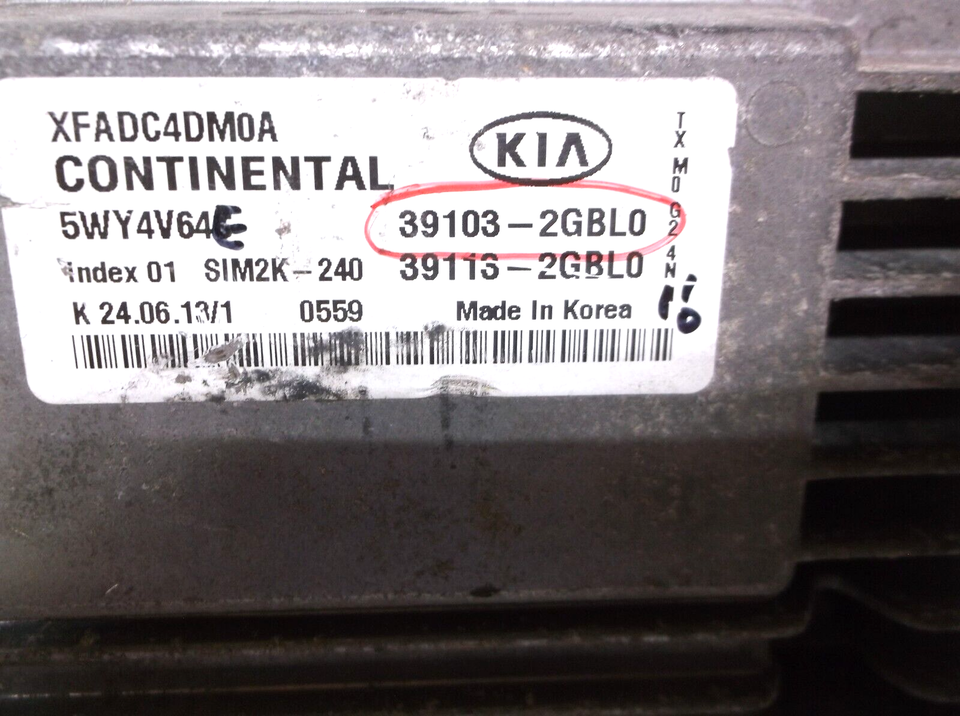 XFADC4DM0A
KIA
CONTINENTAL
5WY4V64E
39103-2GBL0
index 01 SIM2K-240 39113-2GBL0
K 24.06.13/1 0559 Made In Korea
TX M0 G2 4N